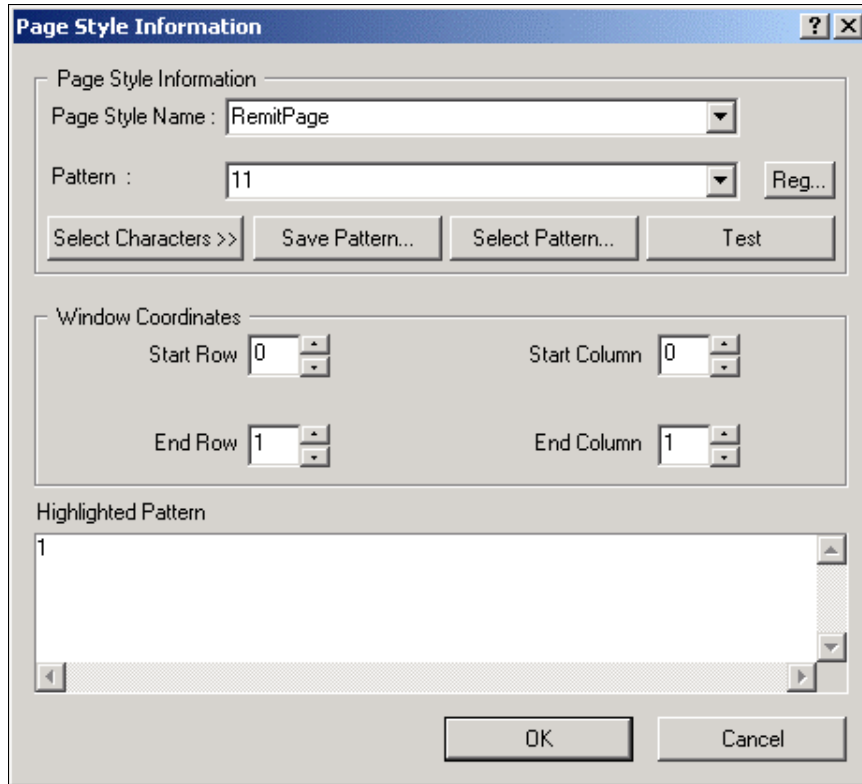 Page Style Information
? X
Page Style Information
Page Style Name : RemitPage
Pattern : 11 Reg...
Select Characters >> Save Pattern... Select Pattern... Test
Window Coordinates
Start Row 0 Start Column 0
End Row 1 End Column 1
Highlighted Pattern
1
OK Cancel